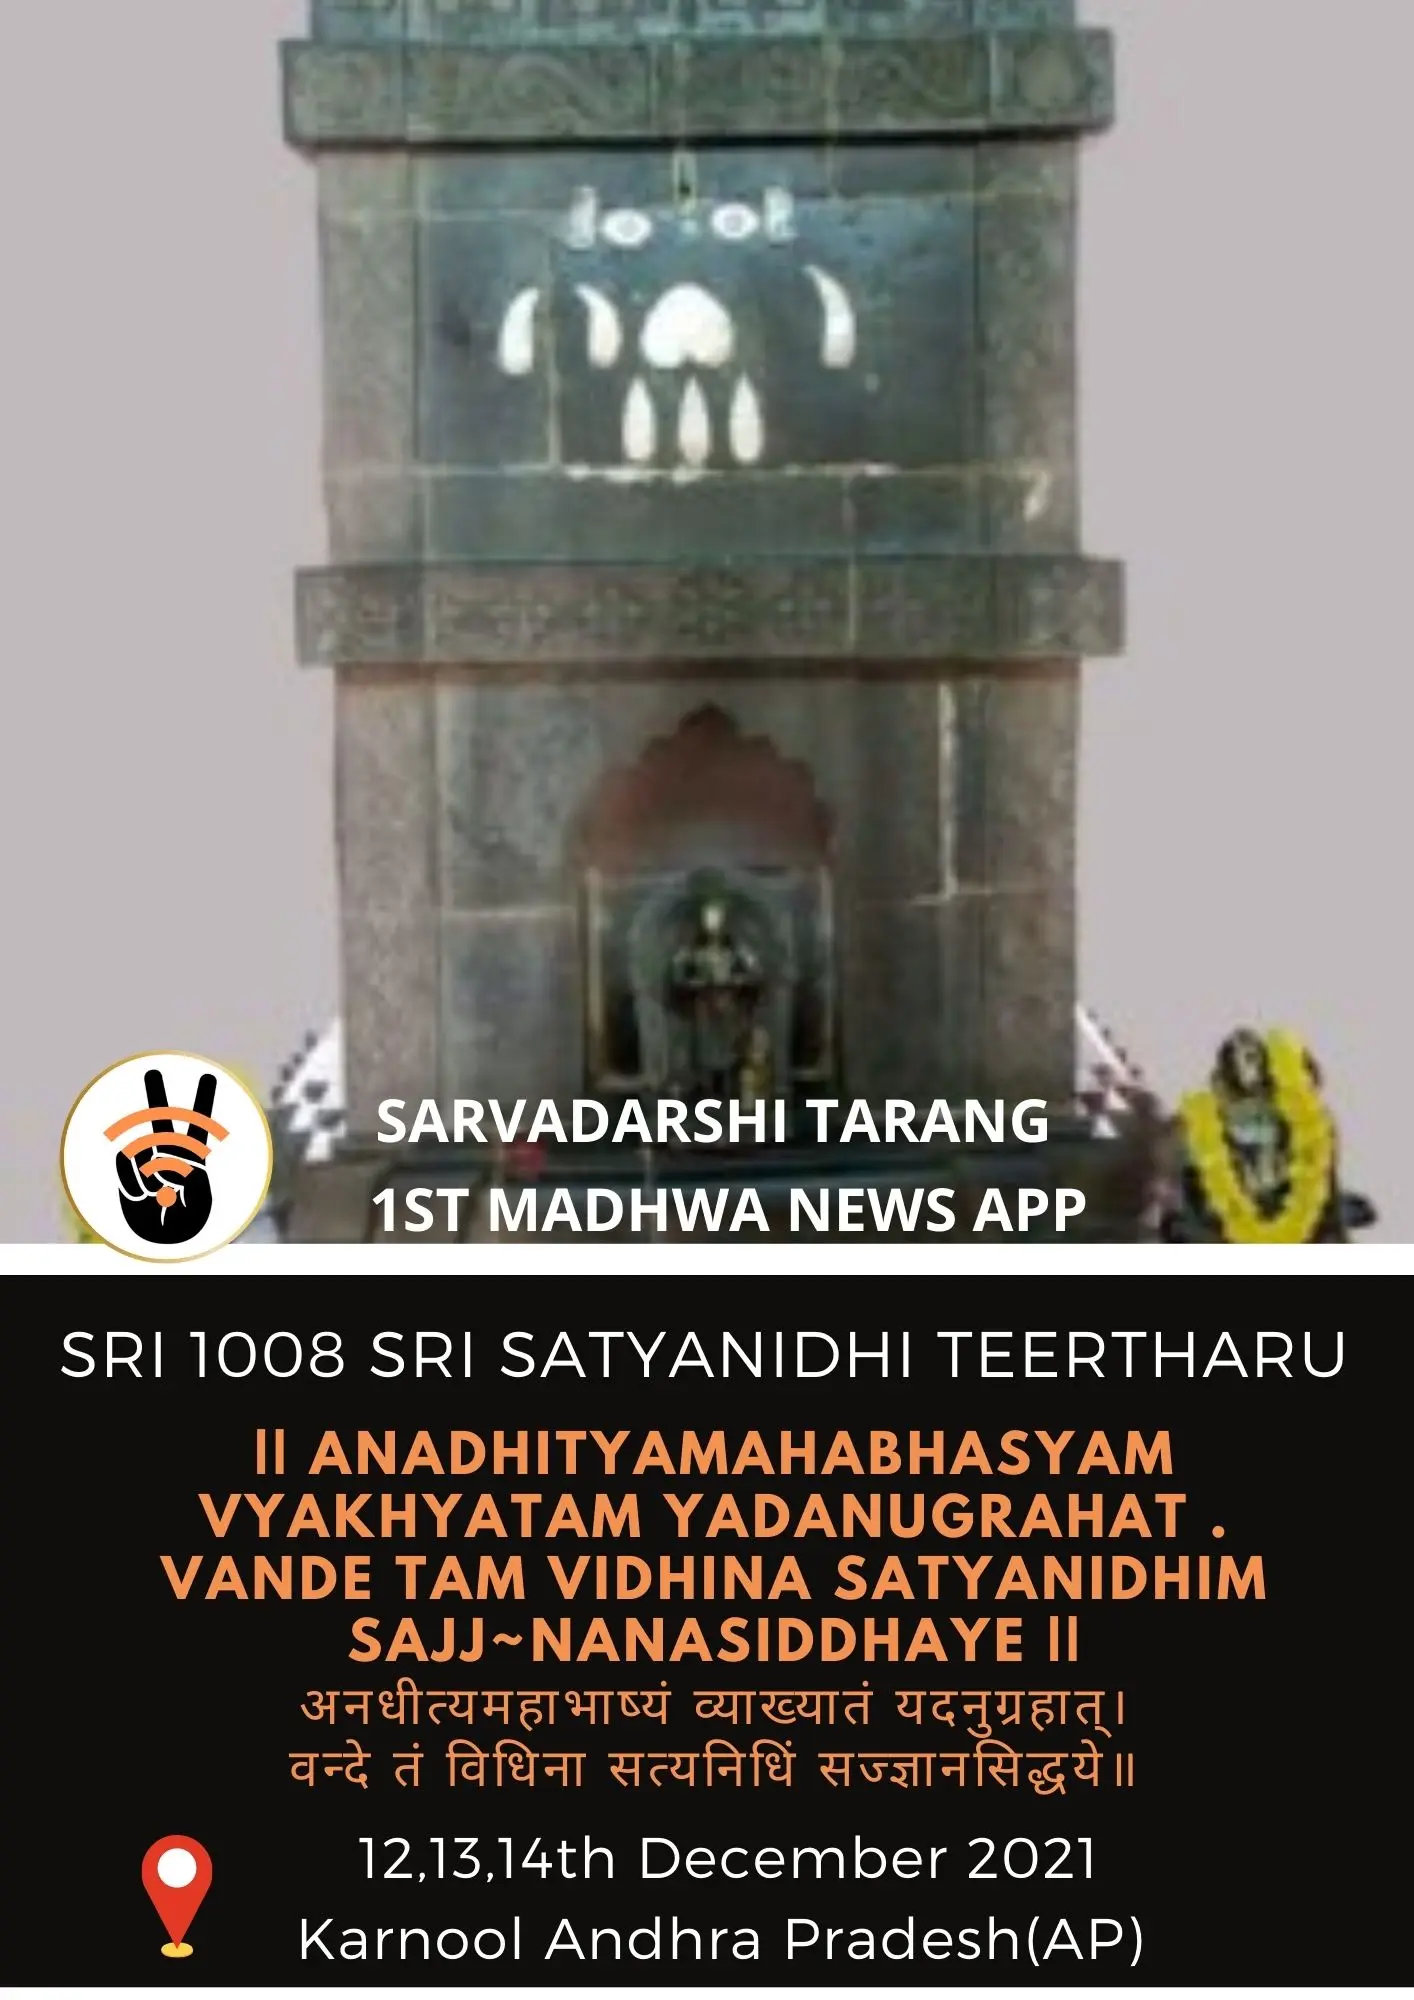 SARVADARSHI TARANG
1ST MADHWA NEWS APP
SRI 1008 SRI SATYANIDHI TEERTHARU
|| ANADHITYAMAHABHASYAM
VYAKHYATAM YADANUGRAHAT .
VANDE TAM VIDHINA SATYANIDHIM
SAJJ~NANASIDDHAYE ||
अनधीत्यमहाभाष्यं व्याख्यातं यदनुग्रहात्।
वन्दे तं विधिना सत्यनिधिं सज्ज्ञानसिद्धये॥
12,13,14th December 2021
Karnool Andhra Pradesh(AP)